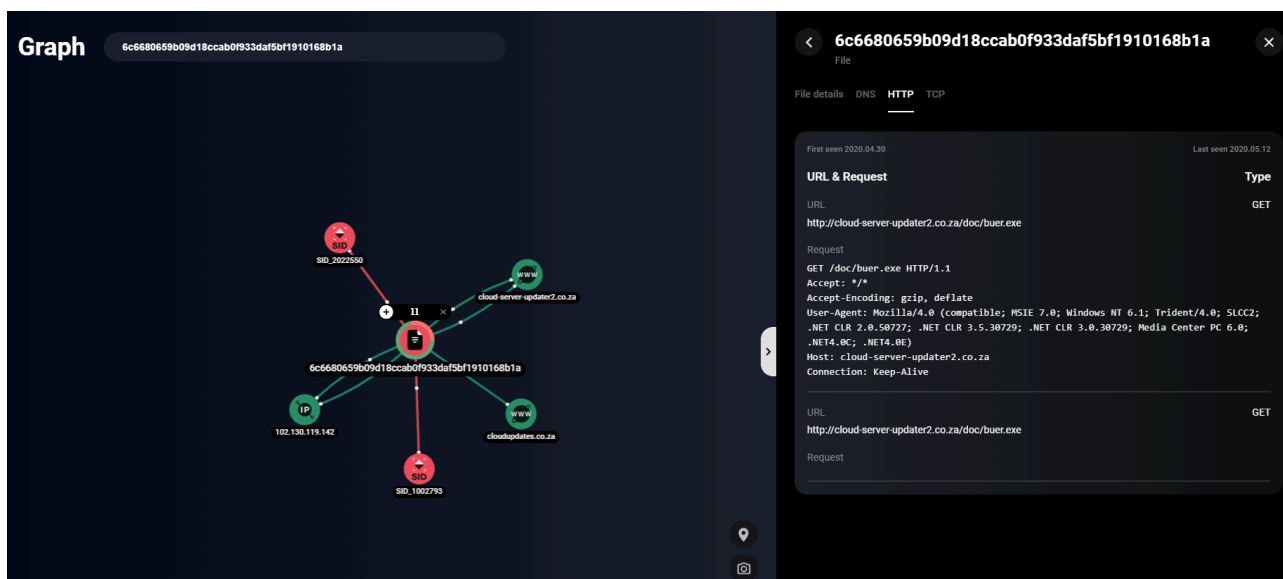 Graph
6c6680659b09d18ccab0f933daf5bf1910168b1a
SID
SID_2022550
www
cloud-server-updater2.co.za
11
6c6680659b09d18ccab0f933daf5bf1910168b1a
IP
102.130.119.142
www
cloudupdates.co.za
SID
SID_1002793
6c6680659b09d18ccab0f933daf5bf1910168b1a
File
File details DNS HTTP TCP
First seen 2020.04.30 Last seen 2020.05.12
URL & Request Type
URL GET
http://cloud-server-updater2.co.za/doc/buer.exe
Request
GET /doc/buer.exe HTTP/1.1
Accept: */*
Accept-Encoding: gzip, deflate
User-Agent: Mozilla/4.0 (compatible; MSIE 7.0; Windows NT 6.1; Trident/4.0; SLCC2;
.NET CLR 2.0.50727; .NET CLR 3.5.30729; .NET CLR 3.0.30729; Media Center PC 6.0;
.NET4.0C; .NET4.0E)
Host: cloud-server-updater2.co.za
Connection: Keep-Alive
URL GET
http://cloud-server-updater2.co.za/doc/buer.exe
Request